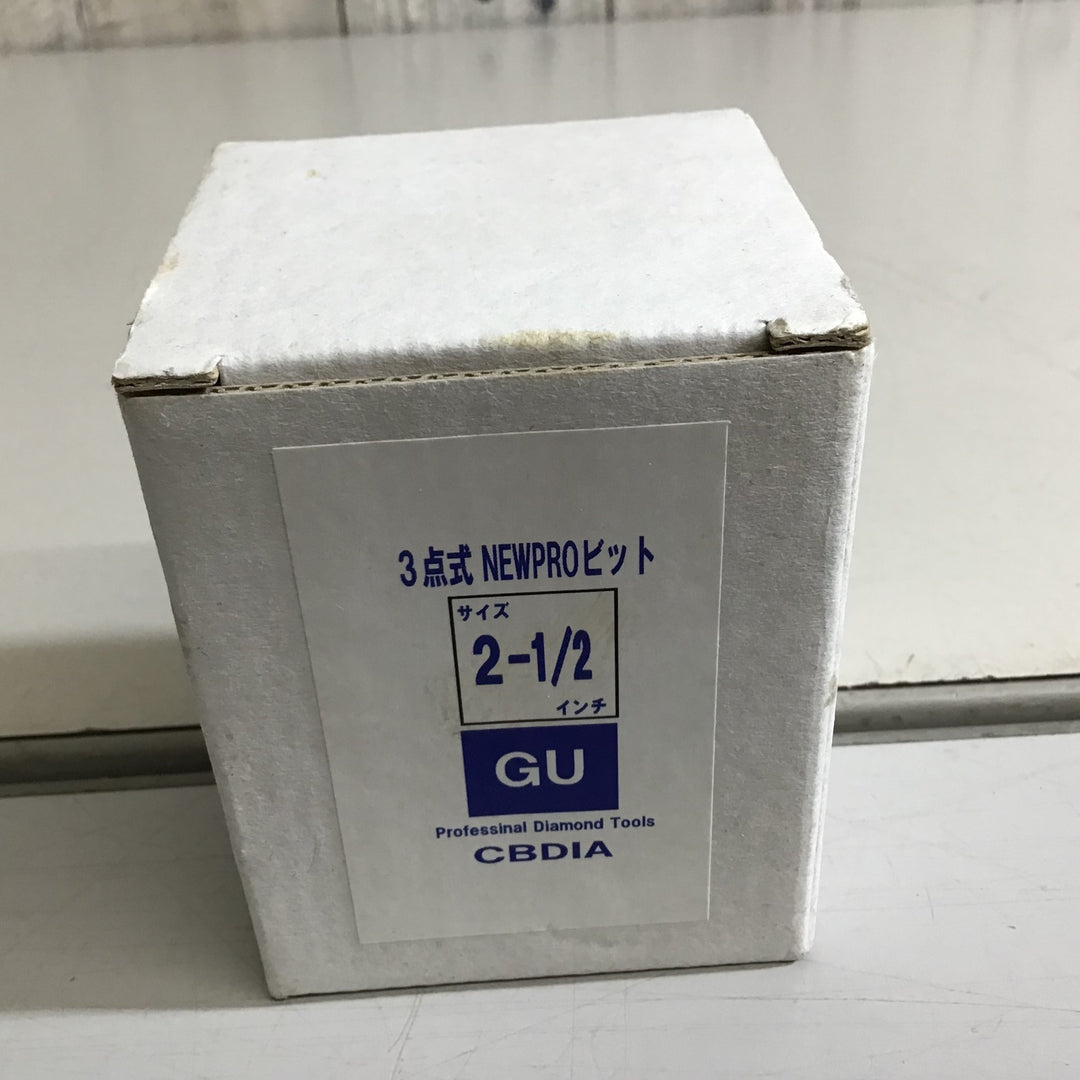 3点式 NEWPROビット
サイズ
2-1/2
インチ
GU
Professinal Diamond Tools
CBDIA